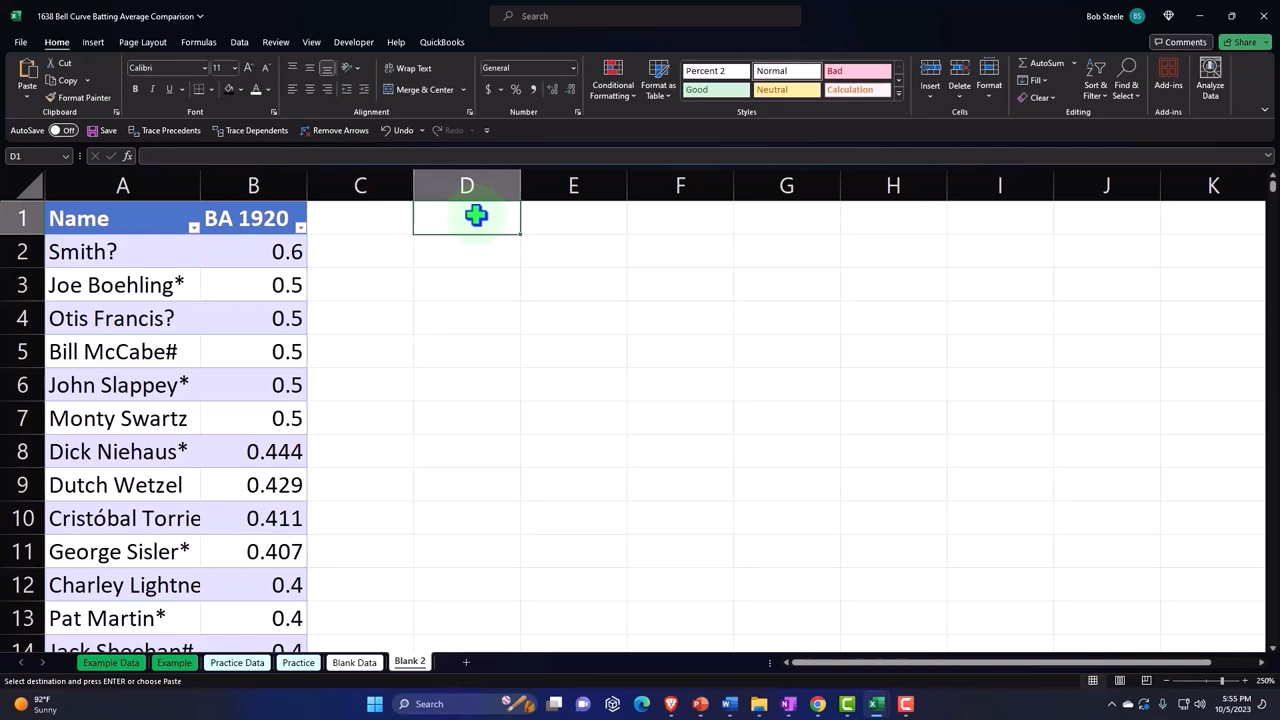 1638 Bell Curve Batting Average Comparison
Search
Bob Steele
BS
File Home Insert Page Layout Formulas Data Review View Developer Help QuickBooks
Comments
Share
Paste
Cut
Copy
Format Painter
Clipboard
Calibri
11
B I U
Font
Wrap Text
Merge & Center
Alignment
General
Number
Conditional Formatting
Format as Table
Percent 2 Normal Bad
Good Neutral Calculation
Styles
Insert Delete Format
Cells
AutoSum
Fill
Clear
Sort & Filter
Find & Select
Editing
Add-ins
Add-ins
Analyze Data
AutoSave Off Save Trace Precedents Trace Dependents Remove Arrows Undo Redo
D1
fx
A B C D E F G H I J K
1 Name BA 1920
2 Smith? 0.6
3 Joe Boehling* 0.5
4 Otis Francis? 0.5
5 Bill McCabe# 0.5
6 John Slappey* 0.5
7 Monty Swartz 0.5
8 Dick Niehaus* 0.444
9 Dutch Wetzel 0.429
10 Cristóbal Torrie 0.411
11 George Sisler* 0.407
12 Charley Lightne 0.4
13 Pat Martin* 0.4
14 Jack Sheehan# 0.4
Example Data Example Practice Data Practice Blank Data Blank 2
Select destination and press ENTER or choose Paste
250%
92°F
Sunny
Search
5:55 PM
10/5/2023